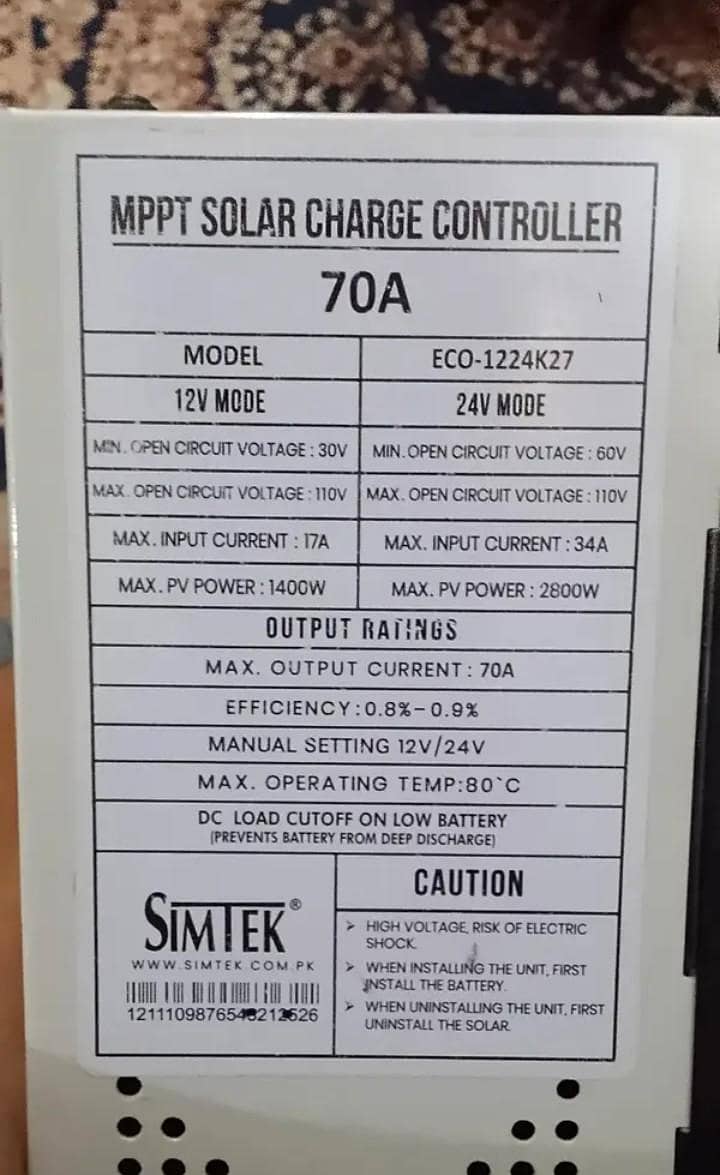 MPPT SOLAR CHARGE CONTROLLER
70A
MODEL
ECO-1224K27
12V MODE
24V MODE
MIN. OPEN CIRCUIT VOLTAGE : 30V
MIN. OPEN CIRCUIT VOLTAGE : 60V
MAX. OPEN CIRCUIT VOLTAGE : 110V
MAX. OPEN CIRCUIT VOLTAGE : 110V
MAX. INPUT CURRENT : 17A
MAX. INPUT CURRENT : 34A
MAX. PV POWER : 1400W
MAX. PV POWER : 2800W
OUTPUT RATINGS
MAX. OUTPUT CURRENT : 70A
EFFICIENCY : 0.8% - 0.9%
MANUAL SETTING 12V/24V
MAX. OPERATING TEMP:80`C
DC LOAD CUTOFF ON LOW BATTERY
(PREVENTS BATTERY FROM DEEP DISCHARGE)
SIMTEK®
WWW.SIMTEK.COM.PK
CAUTION
➢ HIGH VOLTAGE, RISK OF ELECTRIC
SHOCK.
➢ WHEN INSTALLING THE UNIT, FIRST
INSTALL THE BATTERY.
➢ WHEN UNINSTALLING THE UNIT, FIRST
UNINSTALL THE SOLAR.